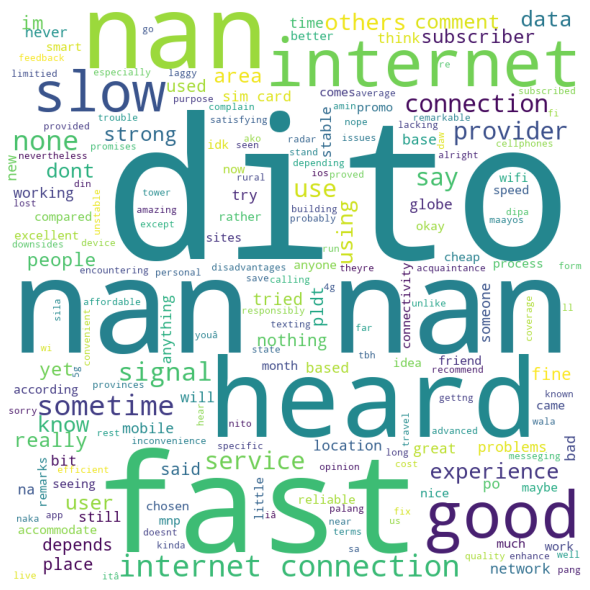 im
go
time
others
comment
data
never
nan
better
feedback
smart
internet
think
subscriber
limitied
especially
laggy
used
area
comes
average
re
subscribed
slow
purpose
sim card
promo
remarkable
fi
connection
trouble
complain
stable
amin
lacking
none
provided
satisfying
nope
cellphones
strong
promises
idk
seen
ako
radar
issues
daw
provider
new
nevertheless
now
stand
base
alright
dont
din
rural
depending
use
say
wifi
working
lost
tower
ios
proved
dito
try
speed
unstable
building
globe
maayos
dipa
compared
amazing
rather
probably
okay
excellent
except
sites
using
run
cheap
process
form
downsides
device
people
encountering
personal
disadvantages
anyone
theyre
acquaintance
save
calling
unlike
ll
sila
affordable
responsibly
4g
tried
pldt
connectivity
far
someone
coverage
convenient
anything
texting
nothing
nan
nan
wi
youâ
state
tbh
yet
5g
signal
month
based
idea
friend
fine
according
provinces
hear
heard
recommend
known
sorry
sometime
will
came
know
rest
mobile
nito
location
travel
advanced
gettng
wala
inconvenience
specific
long
cost
great
problems
bad
really
remarks
said
service
opinion
messeging
bit
little
experience
na
seeing
chosen
fast
po
maybe
user
reliable
nice
efficient
app
mnp
liâ
palang
fix
us
good
accommodate
still
doesnt
near
much
work
depends
naka
kinda
terms
quality
enhance
well
place
sa
network
live
itâ
internet connection
pang